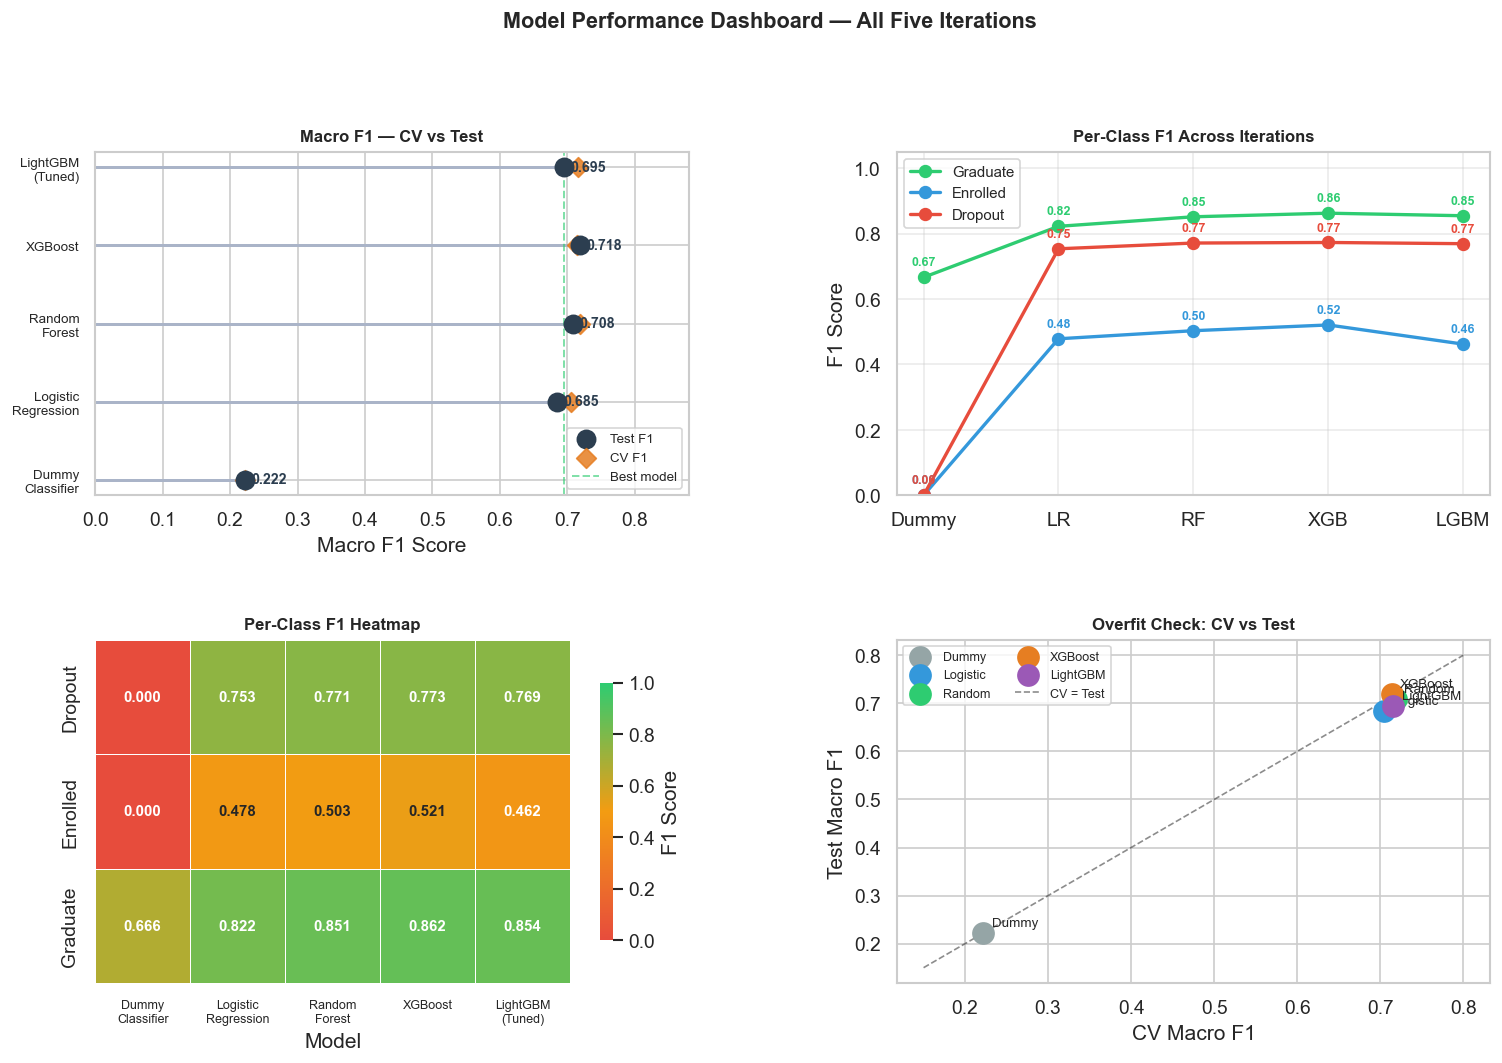 Model Performance Dashboard — All Five Iterations
Macro F1 — CV vs Test
LightGBM
(Tuned)
XGBoost
Random
Forest
Logistic
Regression
Dummy
Classifier
0.695
0.718
0.708
0.685
0.222
Test F1
CV F1
Best model
0.0 0.1 0.2 0.3 0.4 0.5 0.6 0.7 0.8
Macro F1 Score
Per-Class F1 Across Iterations
Graduate
Enrolled
Dropout
F1 Score
1.0
0.8
0.6
0.4
0.2
0.0
0.67 0.82 0.85 0.86 0.85
0.75 0.77 0.77 0.77
0.48 0.50 0.52 0.46
0.00
Dummy LR RF XGB LGBM
Per-Class F1 Heatmap
Dropout
Enrolled
Graduate
0.000 0.753 0.771 0.773 0.769
0.000 0.478 0.503 0.521 0.462
0.666 0.822 0.851 0.862 0.854
Dummy
Classifier
Logistic
Regression
Random
Forest
XGBoost
LightGBM
(Tuned)
Model
1.0
0.8
0.6
0.4
0.2
0.0
F1 Score
Overfit Check: CV vs Test
Dummy
Logistic
Random
XGBoost
LightGBM
CV = Test
Test Macro F1
0.8
0.7
0.6
0.5
0.4
0.3
0.2
XGBoost
Random
LightGBM
Dummy
0.2 0.3 0.4 0.5 0.6 0.7 0.8
CV Macro F1